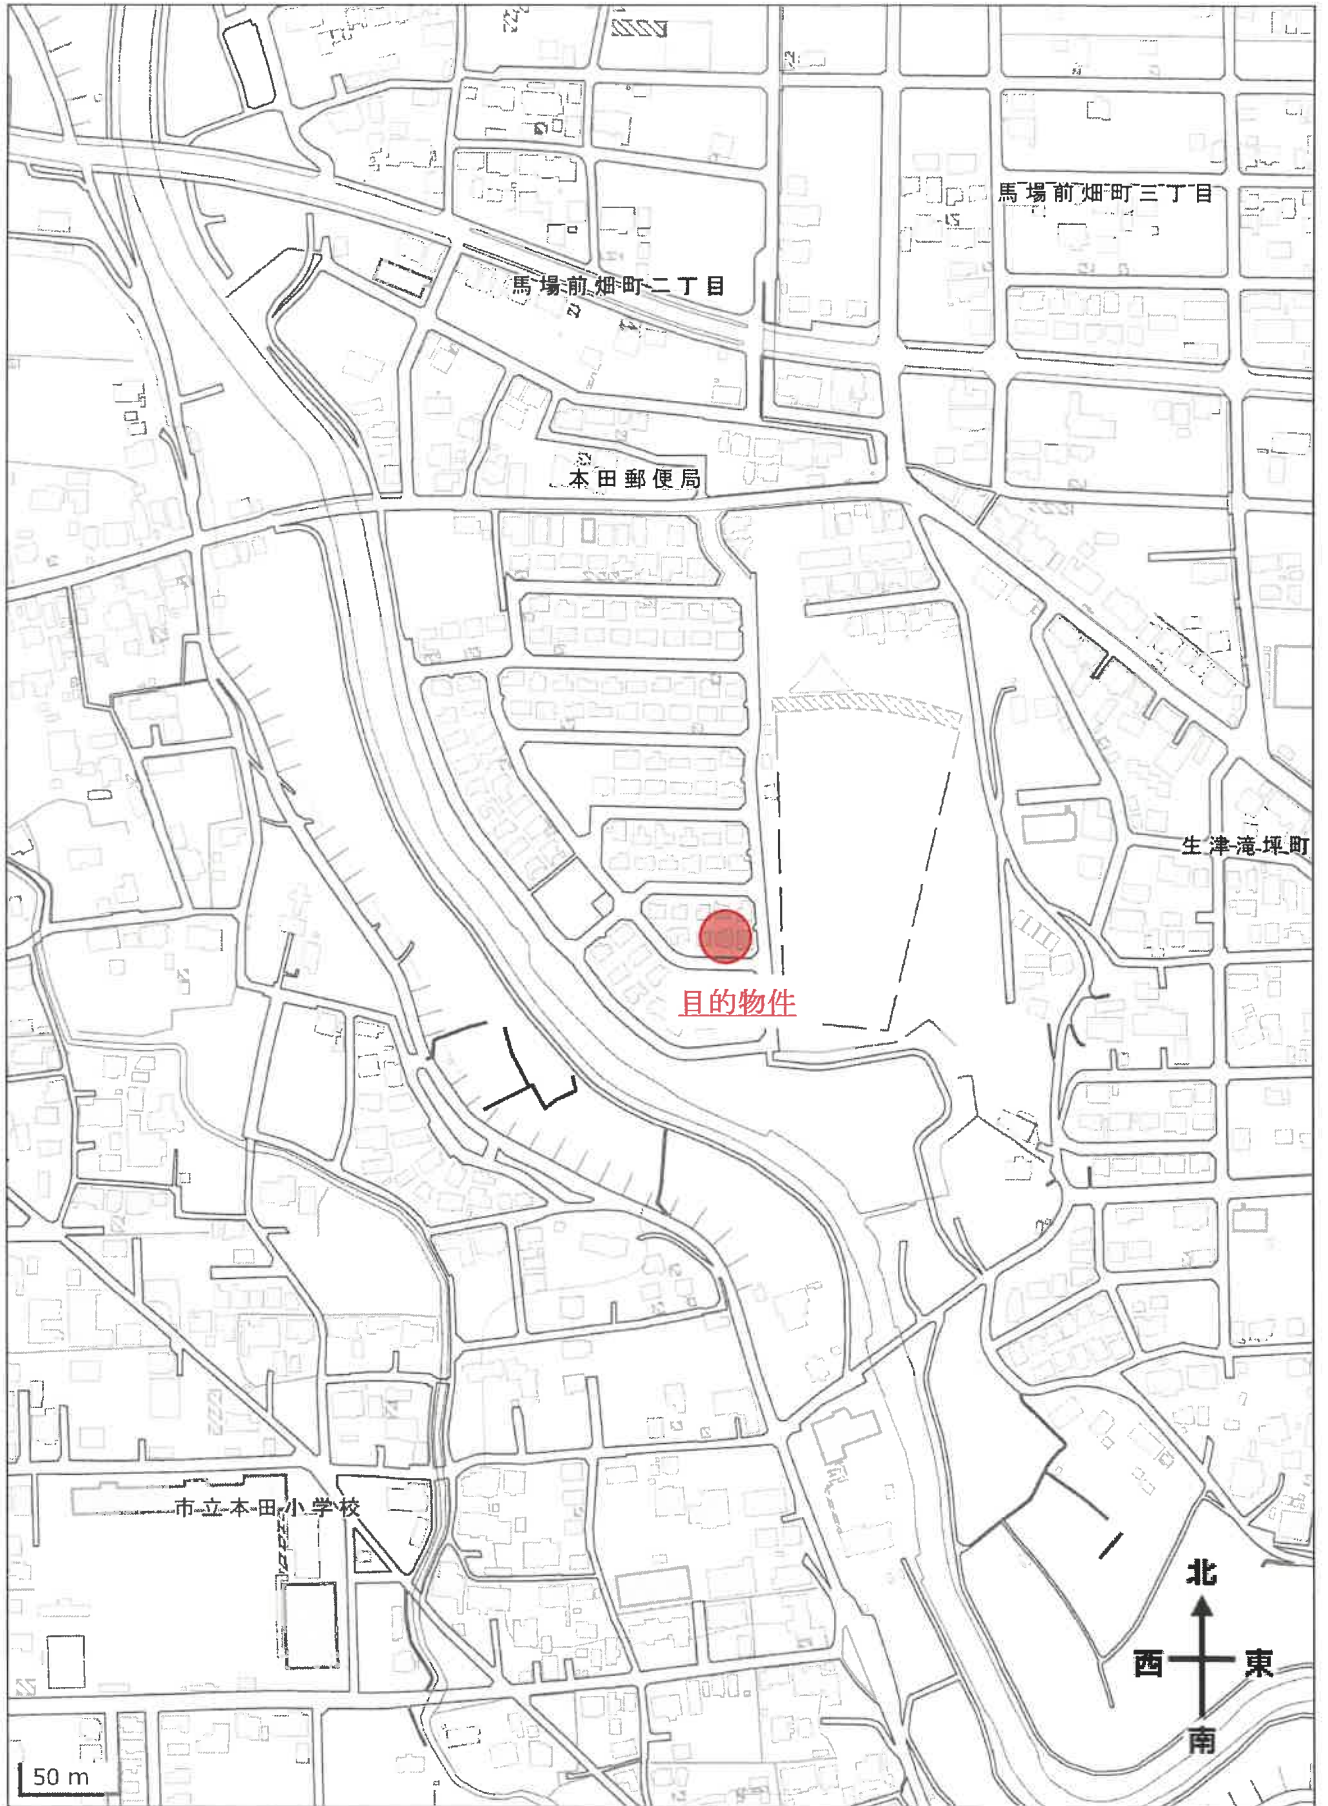 馬場前畑町三丁目
馬場前畑町二丁目
本田郵便局
生津滝坪町
目的物件
市立本田小学校
北
西
東
南
50 m